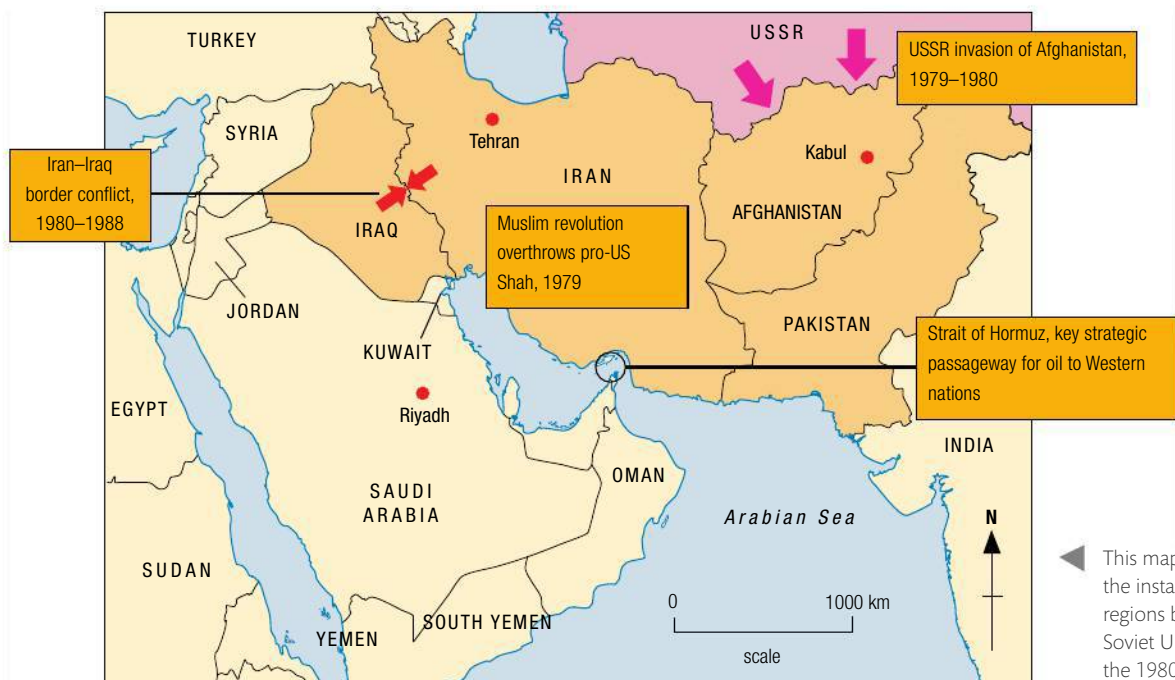 TURKEY
USSR
USSR invasion of Afghanistan,
1979–1980
SYRIA
Tehran
Kabul
Iran–Iraq
border conflict,
1980–1988
IRAN
IRAQ
AFGHANISTAN
Muslim revolution
overthrows pro-US
Shah, 1979
JORDAN
PAKISTAN
KUWAIT
Strait of Hormuz, key strategic
passageway for oil to Western
nations
EGYPT
Riyadh
INDIA
OMAN
SAUDI
ARABIA
Arabian Sea
N
SUDAN
0 1000 km
scale
YEMEN
SOUTH YEMEN
This map
the insta
regions b
Soviet U
the 1980